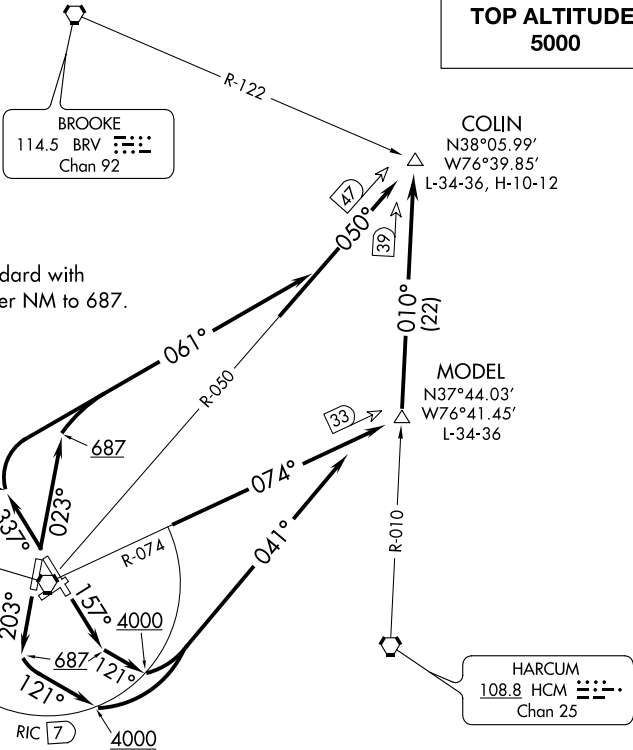 TOP ALTITUDE
5000
R-122
BROOKE
114.5 BRV
Chan 92
COLIN
N38°05.99'
W76°39.85'
L-34-36, H-10-12
47
050°
39
dard with
er NM to 687.
061°
010°
(22)
R-050
MODEL
N37°44.03'
W76°41.45'
L-34-36
33
687
074°
023°
337°
041°
R-074
R-010
157°
4000
203°
687
121°
121°
HARCUM
108.8 HCM
Chan 25
RIC 7
4000